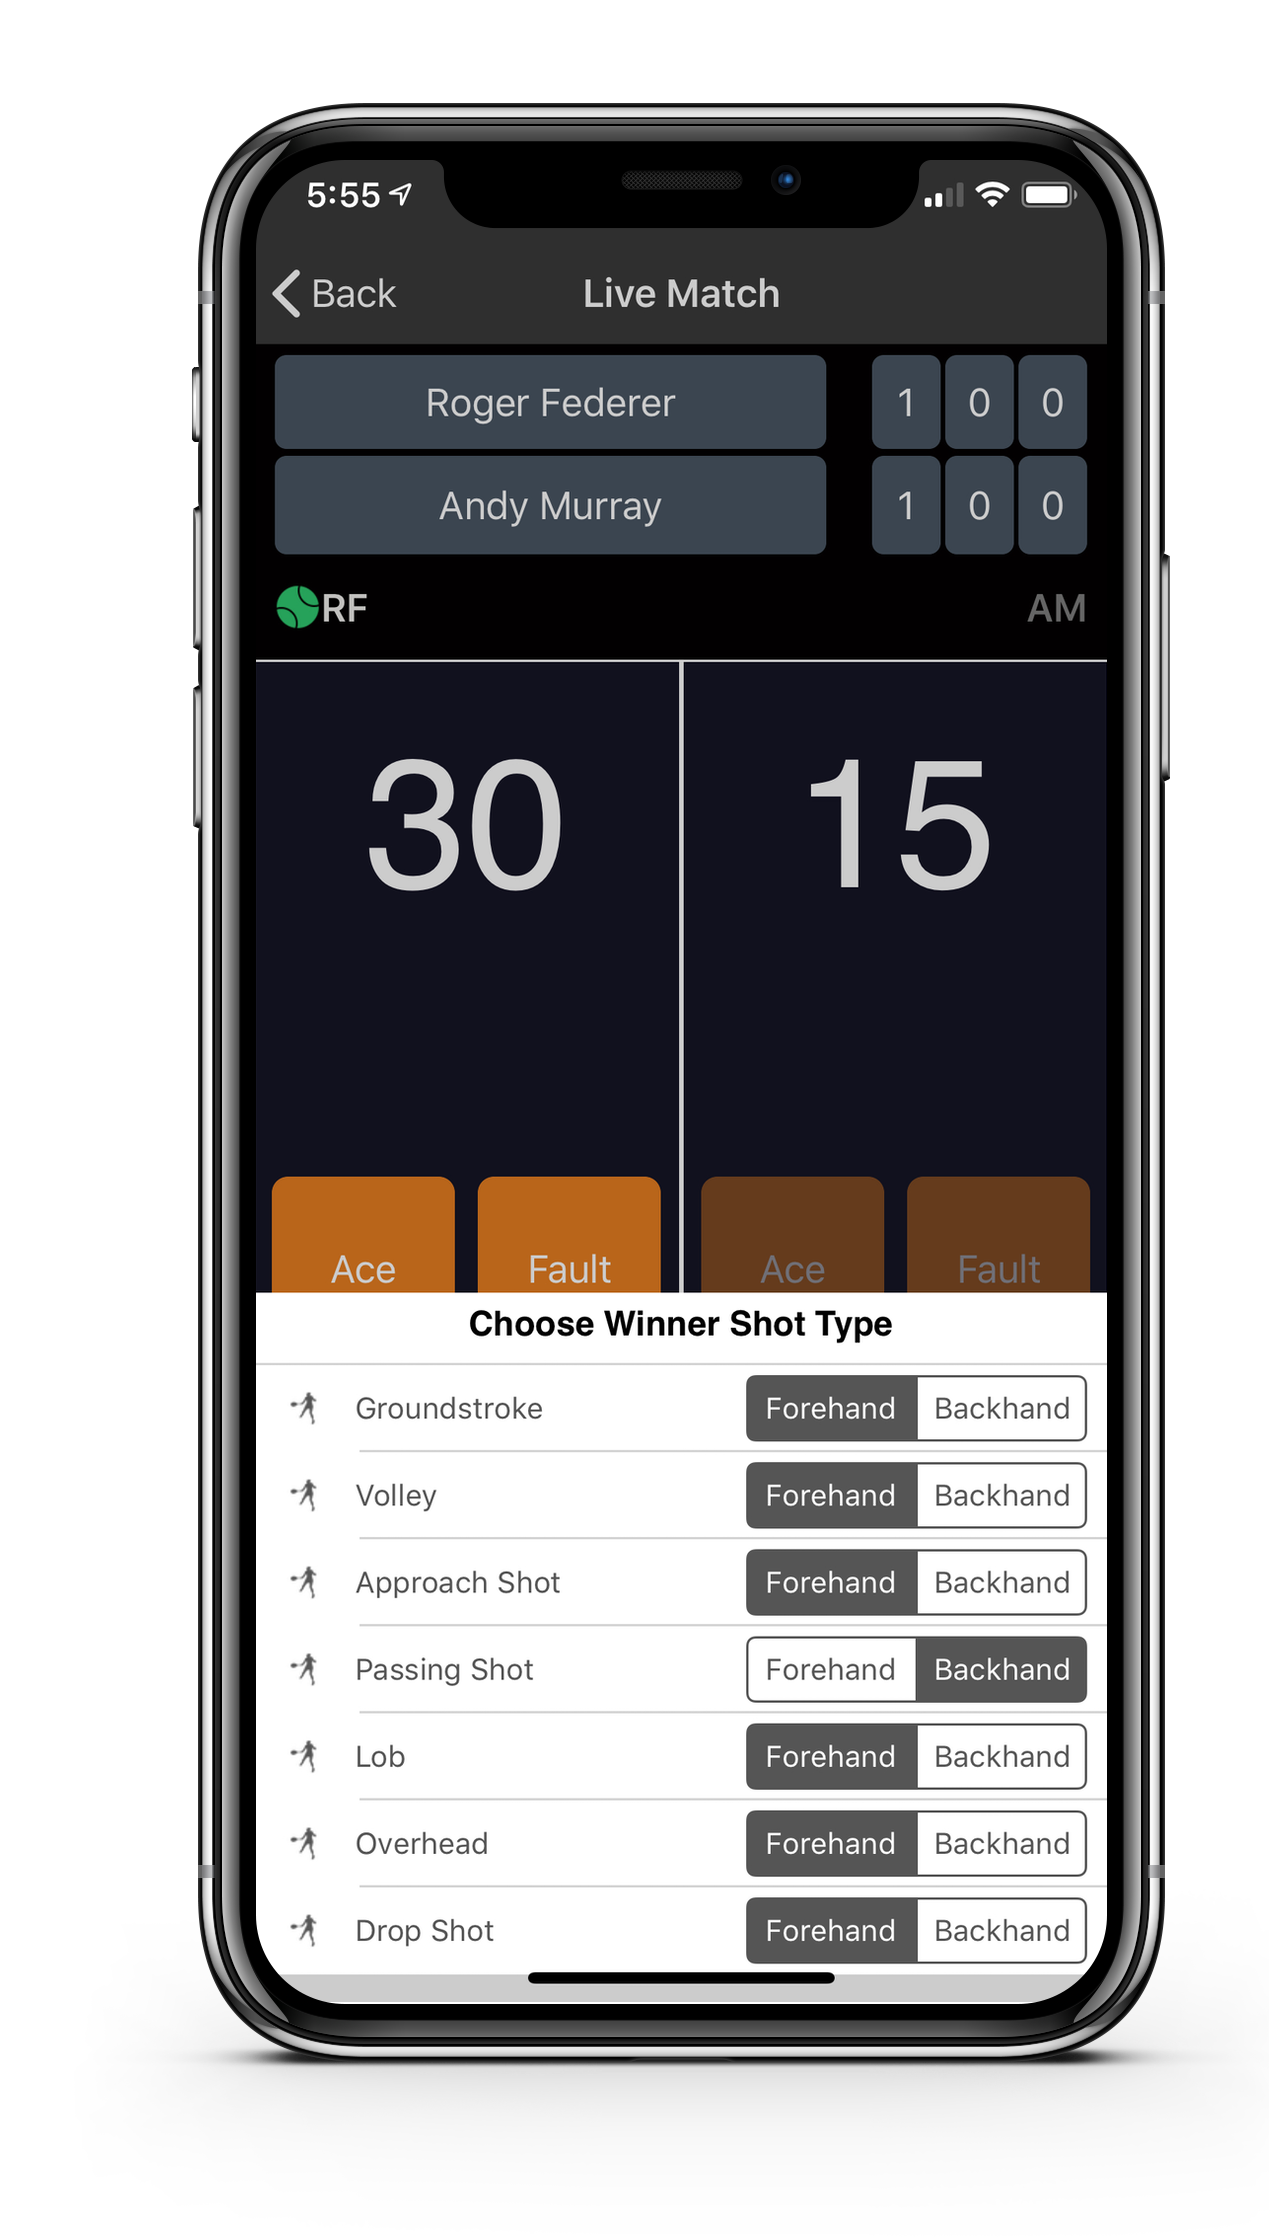 5:55
Back Live Match
Roger Federer 1 0 0
Andy Murray 1 0 0
RF AM
30 15
Ace Fault Ace Fault
Choose Winner Shot Type
Groundstroke Forehand Backhand
Volley Forehand Backhand
Approach Shot Forehand Backhand
Passing Shot Forehand Backhand
Lob Forehand Backhand
Overhead Forehand Backhand
Drop Shot Forehand Backhand